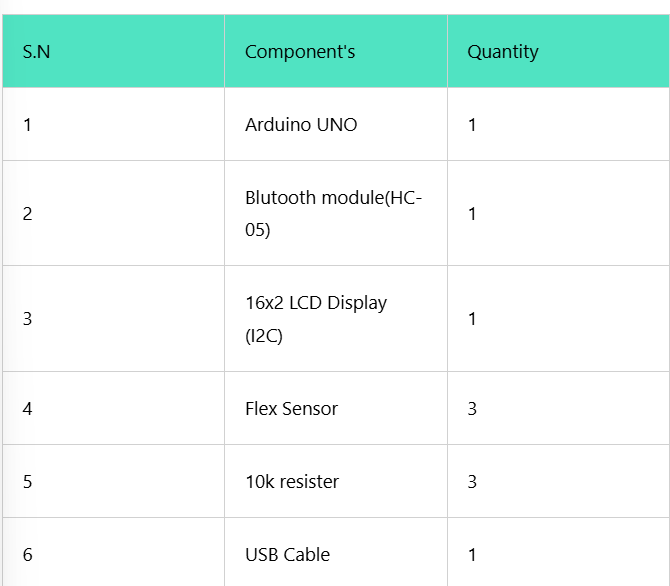 S.N Component's Quantity
1 Arduino UNO 1
2 Blutooth module(HC-
05) 1
3 16x2 LCD Display
(I2C) 1
4 Flex Sensor 3
5 10k resister 3
6 USB Cable 1